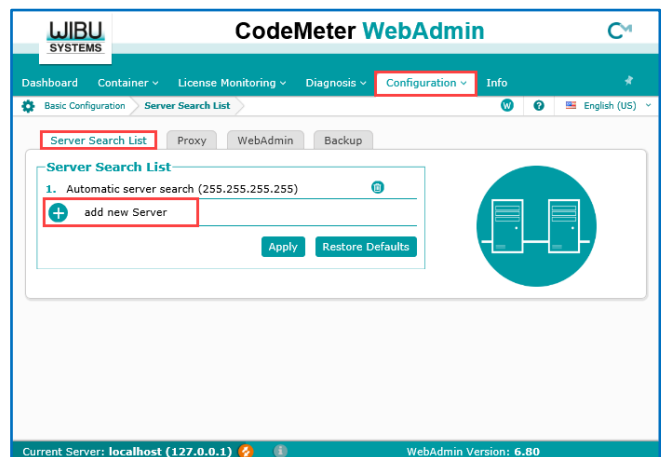 WIBU
SYSTEMS
CodeMeter WebAdmin
Dashboard Container License Monitoring Diagnosis Configuration Info
Basic Configuration Server Search List W ? English (US)
Server Search List Proxy WebAdmin Backup
Server Search List
1. Automatic server search (255.255.255.255)
add new Server
Apply Restore Defaults
Current Server: localhost (127.0.0.1) i WebAdmin Version: 6.80